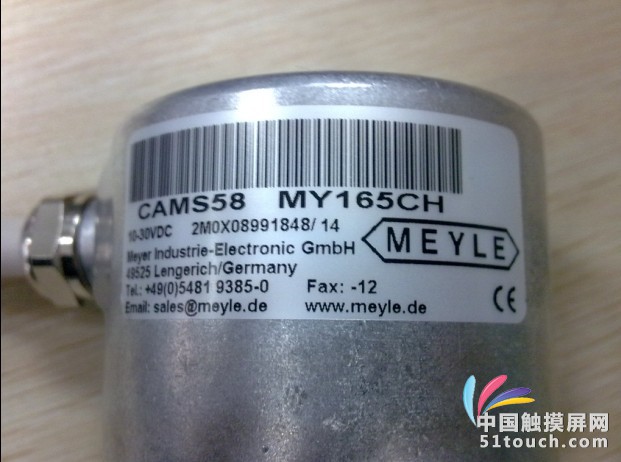 CAMS58 MY165CH
10-30VDC 2M0X08991848/ 14
Meyer Industrie-Electronic GmbH
MEYLE
49525 Lengerich/Germany
Tel.: +49(0)5481 9385-0 Fax: -12
Email: sales@meyle.de www.meyle.de
CE
中国触摸屏网
51touch.com